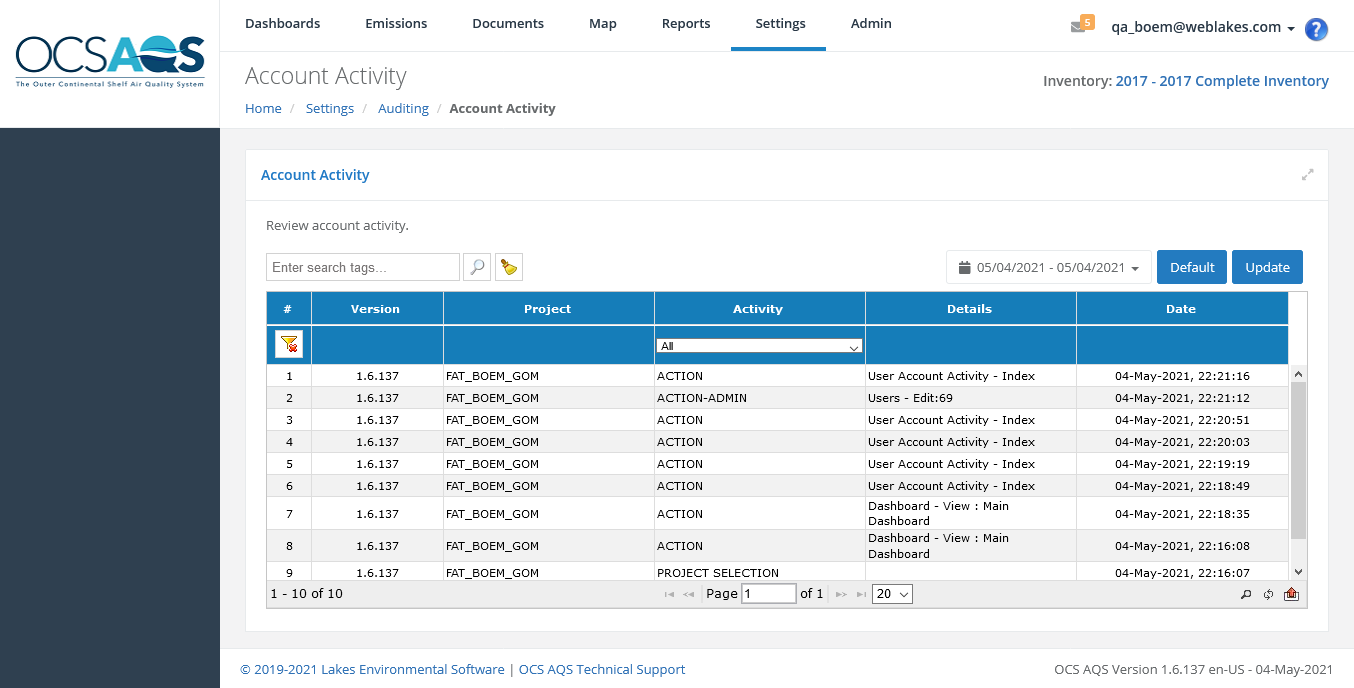 Dashboards Emissions Documents Map Reports Settings Admin 5 qa_boem@weblakes.com ?
OCSAQS
The Outer Continental Shelf Air Quality System
Account Activity
Inventory: 2017 - 2017 Complete Inventory
Home / Settings / Auditing / Account Activity
Account Activity
Review account activity.
Enter search tags... 05/04/2021 - 05/04/2021 Default Update
# Version Project Activity Details Date
All
1 1.6.137 FAT_BOEM_GOM ACTION User Account Activity - Index 04-May-2021, 22:21:16
2 1.6.137 FAT_BOEM_GOM ACTION-ADMIN Users - Edit:69 04-May-2021, 22:21:12
3 1.6.137 FAT_BOEM_GOM ACTION User Account Activity - Index 04-May-2021, 22:20:51
4 1.6.137 FAT_BOEM_GOM ACTION User Account Activity - Index 04-May-2021, 22:20:03
5 1.6.137 FAT_BOEM_GOM ACTION User Account Activity - Index 04-May-2021, 22:19:19
6 1.6.137 FAT_BOEM_GOM ACTION User Account Activity - Index 04-May-2021, 22:18:49
7 1.6.137 FAT_BOEM_GOM ACTION Dashboard - View : Main Dashboard 04-May-2021, 22:18:35
8 1.6.137 FAT_BOEM_GOM ACTION Dashboard - View : Main Dashboard 04-May-2021, 22:16:08
9 1.6.137 FAT_BOEM_GOM PROJECT SELECTION 04-May-2021, 22:16:07
1 - 10 of 10 Page 1 of 1 20
© 2019-2021 Lakes Environmental Software | OCS AQS Technical Support
OCS AQS Version 1.6.137 en-US - 04-May-2021